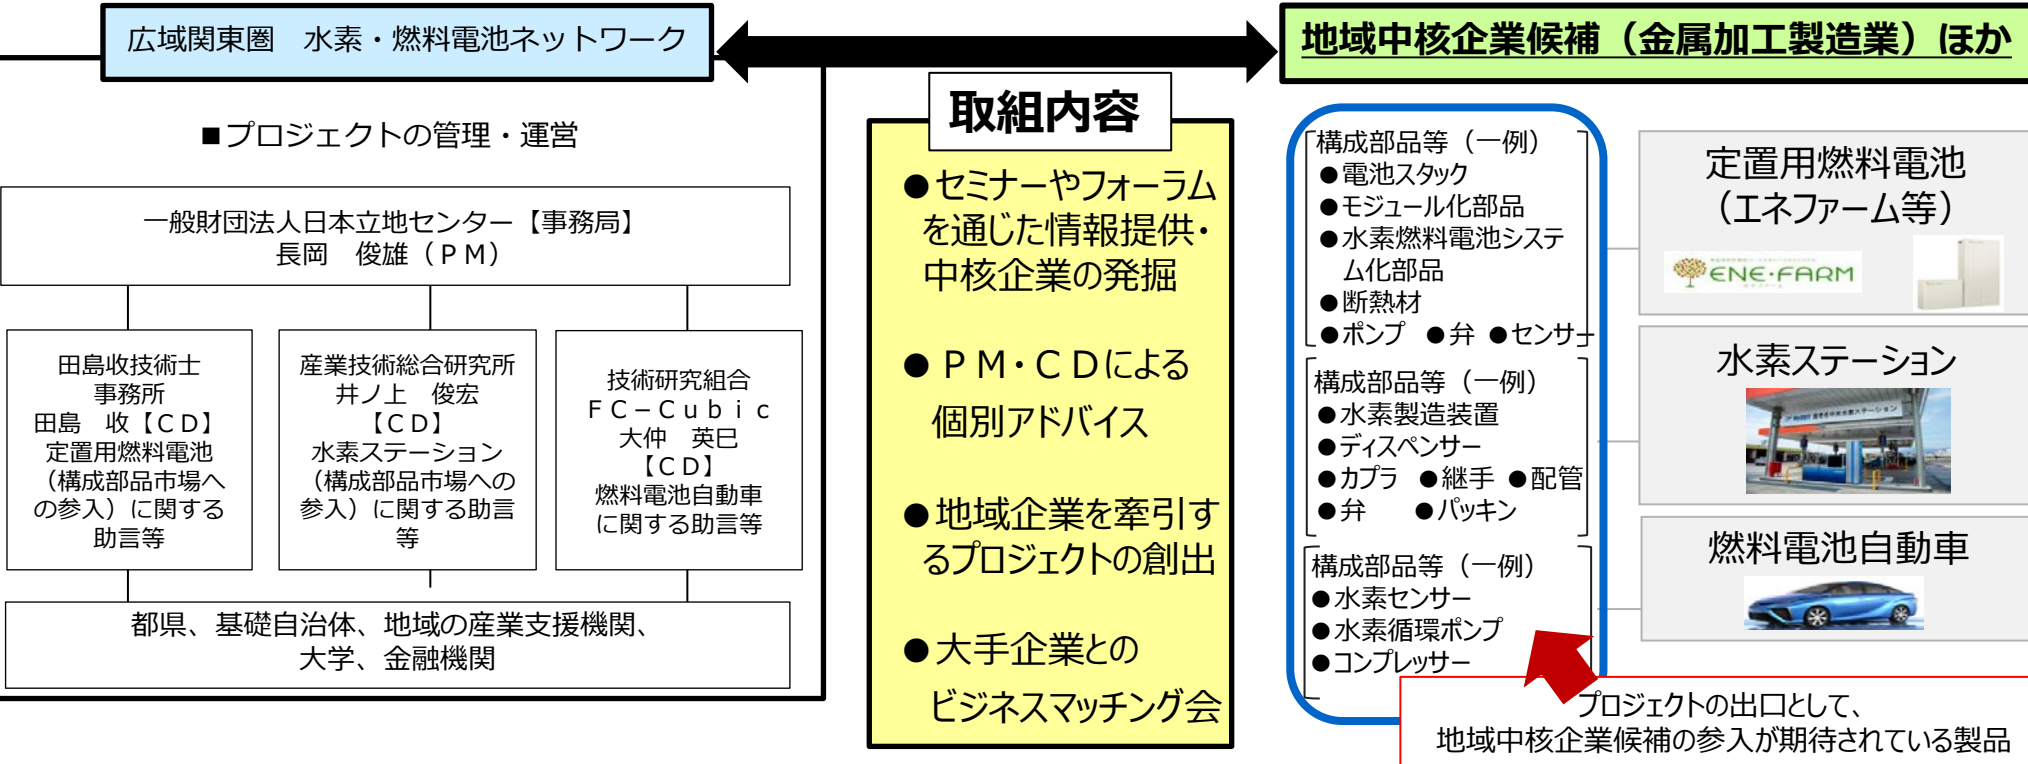 広域関東圏　水素・燃料電池ネットワーク
■プロジェクトの管理・運営
一般財団法人日本立地センター【事務局】
長岡　俊雄（ＰＭ）
田島收技術士
事務所
田島　收【ＣＤ】
定置用燃料電池
（構成部品市場へ
の参入）に関する
助言等
産業技術総合研究所
井ノ上　俊宏
【ＣＤ】
水素ステーション
（構成部品市場への
参入）に関する助言
等
技術研究組合
ＦＣ－Ｃｕｂｉｃ
大仲　英巳
【ＣＤ】
燃料電池自動車
に関する助言等
都県、基礎自治体、地域の産業支援機関、
大学、金融機関
取組内容
●セミナーやフォーラム
を通じた情報提供・
中核企業の発掘
●ＰＭ・ＣＤによる
個別アドバイス
●地域企業を牽引す
るプロジェクトの創出
●大手企業との
ビジネスマッチング会
地域中核企業候補（金属加工製造業）ほか
構成部品等（一例）
●電池スタック
●モジュール化部品
●水素燃料電池システ
ム化部品
●断熱材
●ポンプ　●弁　●センサー
構成部品等（一例）
●水素製造装置
●ディスペンサー
●カプラ　●継手　●配管
●弁　●パッキン
構成部品等（一例）
●水素センサー
●水素循環ポンプ
●コンプレッサー
定置用燃料電池
（エネファーム等）
ENE・FARM
水素ステーション
燃料電池自動車
プロジェクトの出口として、
地域中核企業候補の参入が期待されている製品